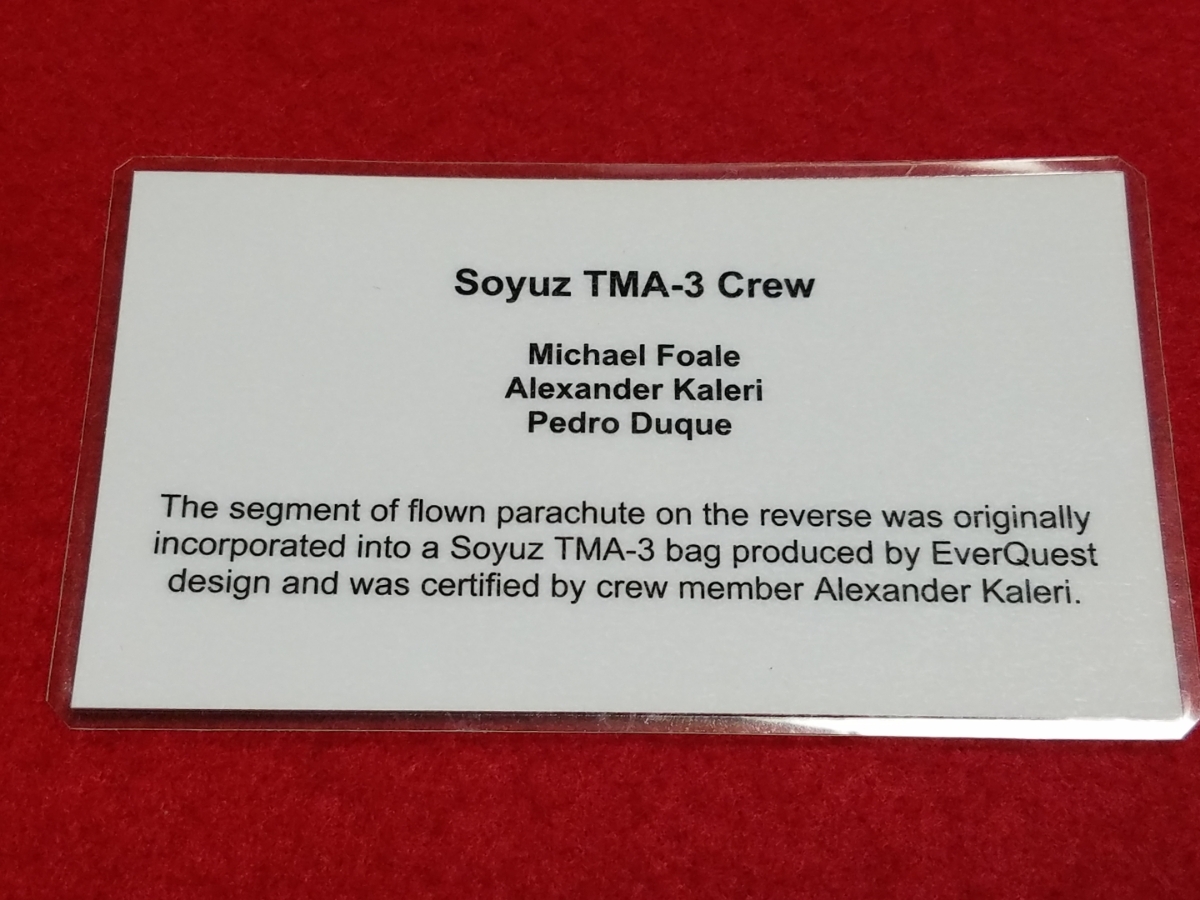 Soyuz TMA-3 Crew
Michael Foale
Alexander Kaleri
Pedro Duque
The segment of flown parachute on the reverse was originally
incorporated into a Soyuz TMA-3 bag produced by EverQuest
design and was certified by crew member Alexander Kaleri.